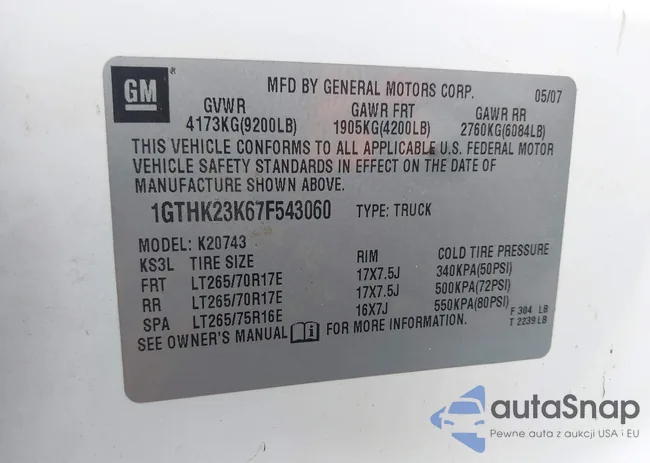 GM ®
MFD BY GENERAL MOTORS CORP. 05/07
GVWR GAWR FRT GAWR RR
4173KG(9200LB) 1905KG(4200LB) 2760KG(6084LB)
THIS VEHICLE CONFORMS TO ALL APPLICABLE U.S. FEDERAL MOTOR
VEHICLE SAFETY STANDARDS IN EFFECT ON THE DATE OF
MANUFACTURE SHOWN ABOVE.
1GTHK23K67F543060 TYPE: TRUCK
MODEL: K20743
KS3L TIRE SIZE RIM COLD TIRE PRESSURE
FRT LT265/70R17E 17X7.5J 340KPA(50PSI)
RR LT265/70R17E 17X7.5J 500KPA(72PSI)
SPA LT265/75R16E 16X7J 550KPA(80PSI)
F 304 LB
T 2239 LB
SEE OWNER'S MANUAL i FOR MORE INFORMATION.
autaSnap
Pewne auta z aukcji USA i EU